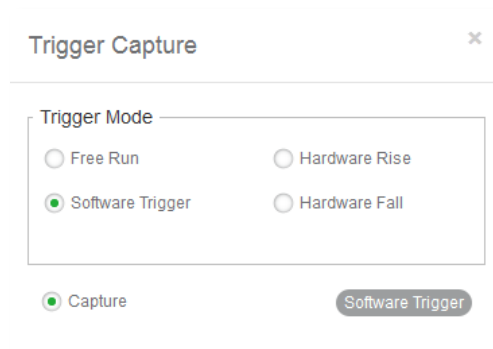 Trigger Capture ×
Trigger Mode
Free Run Hardware Rise
Software Trigger Hardware Fall
Capture Software Trigger